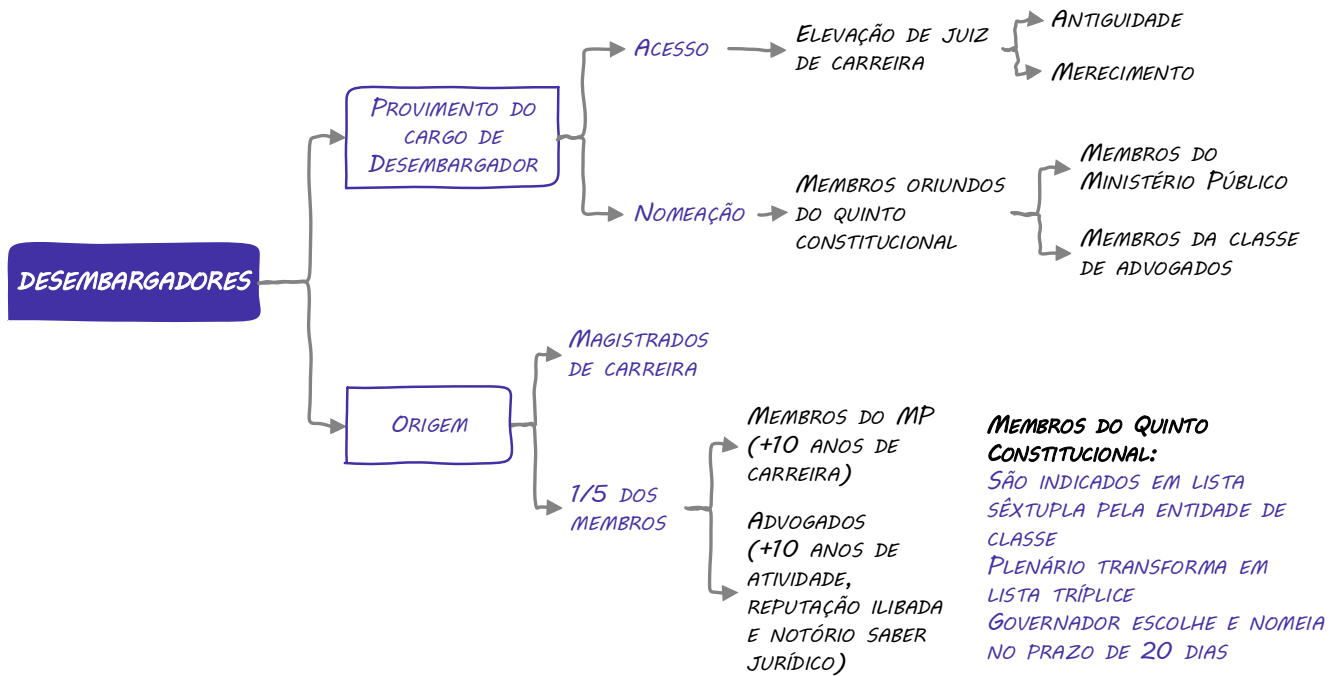 DESEMBARGADORES
PROVIMENTO DO
CARGO DE
DESEMBARGADOR
ACESSO
ELEVAÇÃO DE JUIZ
DE CARREIRA
ANTIGUIDADE
MERECIMENTO
NOMEAÇÃO
MEMBROS ORIUNDOS
DO QUINTO
CONSTITUCIONAL
MEMBROS DO
MINISTÉRIO PÚBLICO
MEMBROS DA CLASSE
DE ADVOGADOS
ORIGEM
MAGISTRADOS
DE CARREIRA
1/5 DOS
MEMBROS
MEMBROS DO MP
(+10 ANOS DE
CARREIRA)
ADVOGADOS
(+10 ANOS DE
ATIVIDADE,
REPUTAÇÃO ILIBADA
E NOTÓRIO SABER
JURÍDICO)
MEMBROS DO QUINTO
CONSTITUCIONAL:
SÃO INDICADOS EM LISTA
SÊXTUPLA PELA ENTIDADE DE
CLASSE
PLENÁRIO TRANSFORMA EM
LISTA TRÍPLICE
GOVERNADOR ESCOLHE E NOMEIA
NO PRAZO DE 20 DIAS